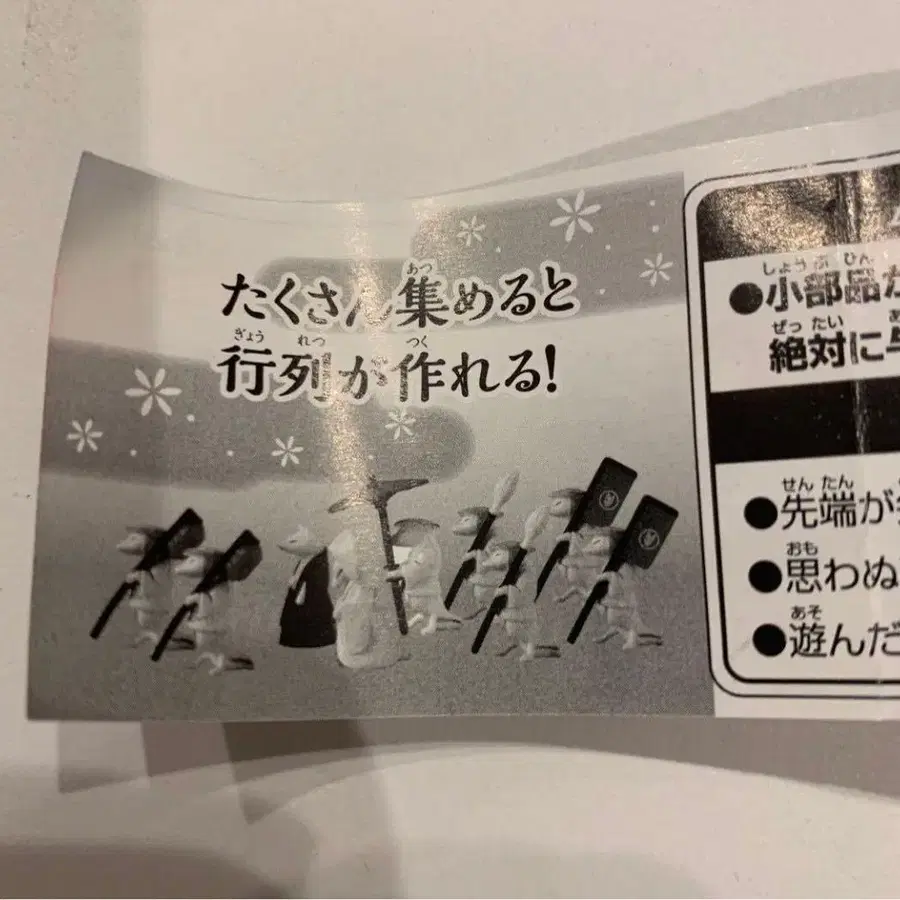 たくさん集めると
行列が作れる!
●小部品
絶対に
●先端が
●思わぬ
●遊んだ